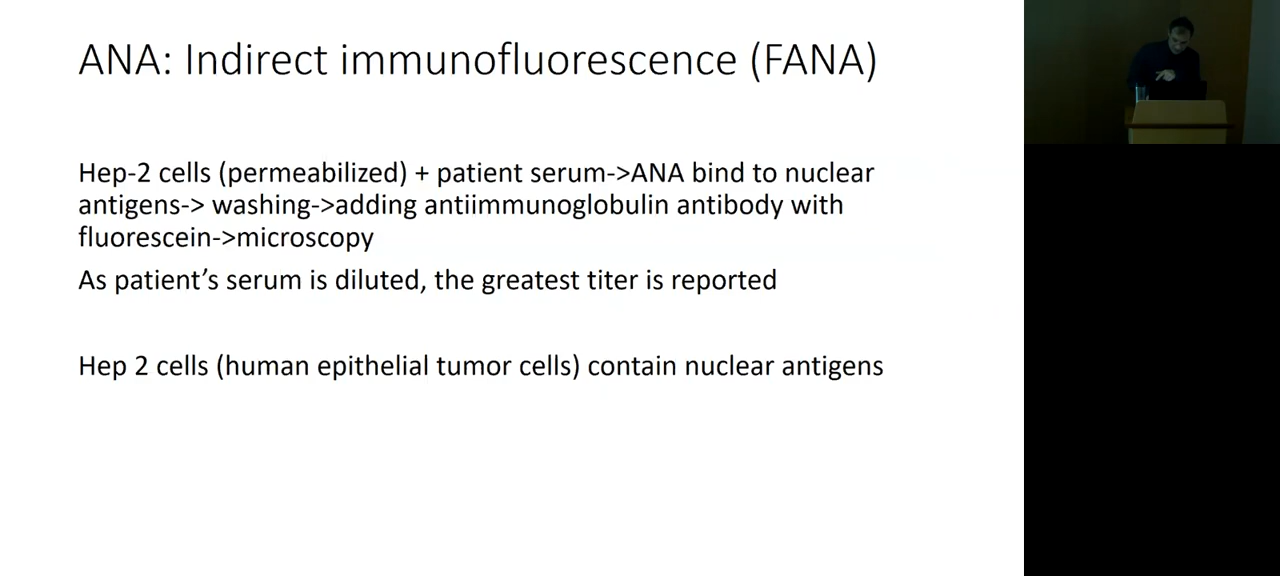 ANA: Indirect immunofluorescence (FANA)
Hep-2 cells (permeabilized) + patient serum->ANA bind to nuclear
antigens-> washing->adding antiimmunoglobulin antibody with
fluorescein->microscopy
As patient’s serum is diluted, the greatest titer is reported
Hep 2 cells (human epithelial tumor cells) contain nuclear antigens